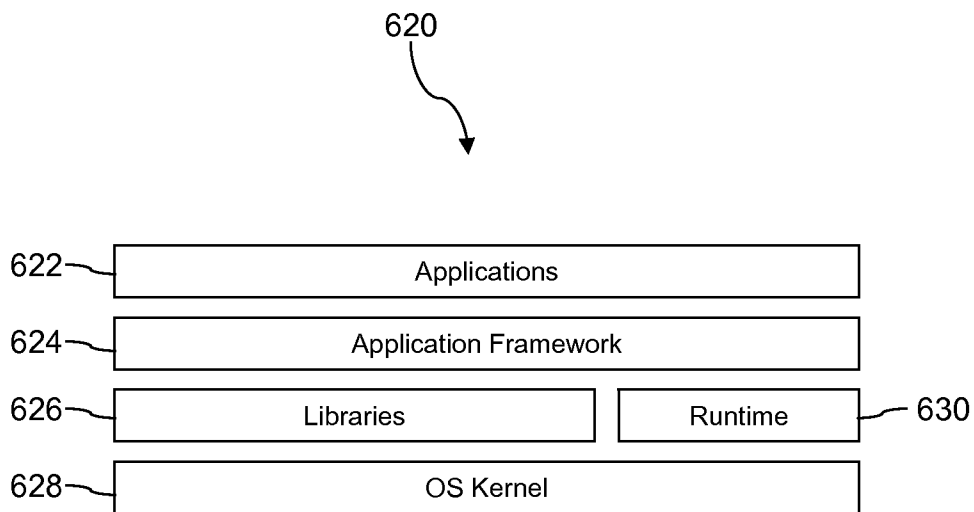 620
622 Applications
624 Application Framework
626 Libraries Runtime 630
628 OS Kernel